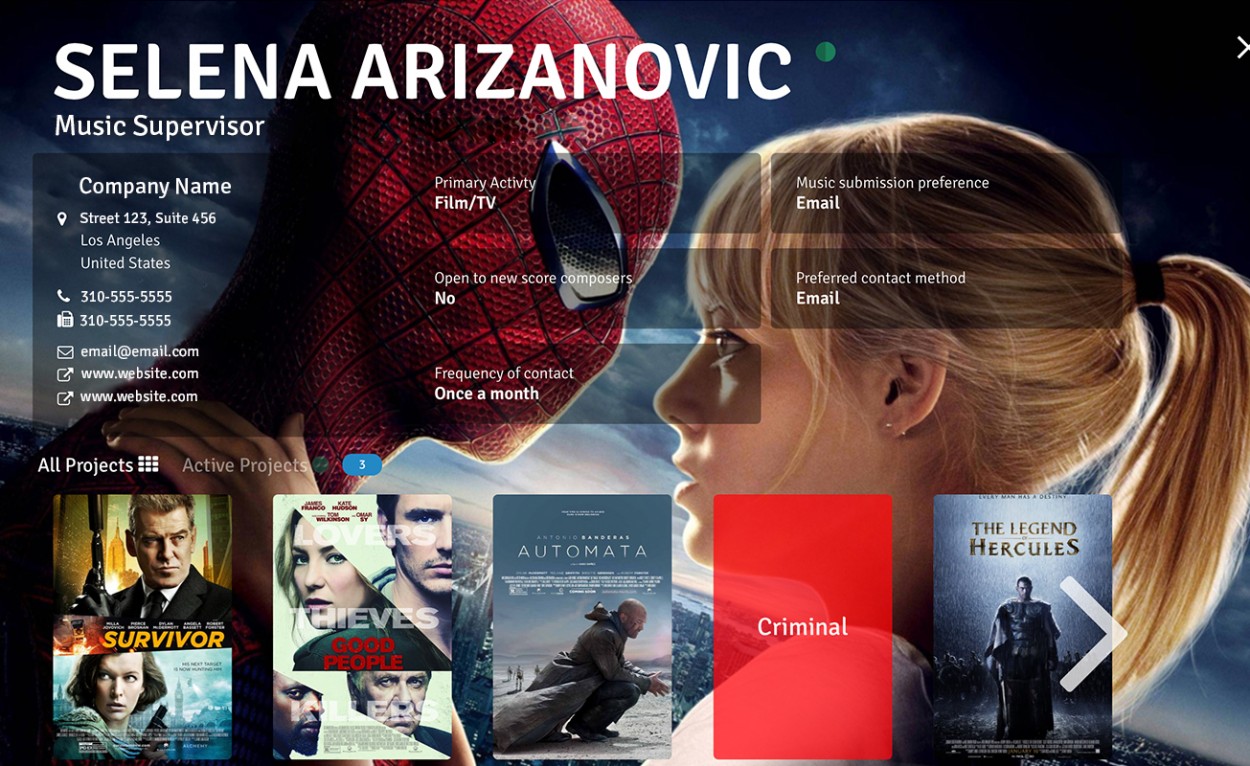 SELENA ARIZANOVIC
Music Supervisor
Company Name
Street 123, Suite 456
Los Angeles
United States
310-555-5555
310-555-5555
email@email.com
www.website.com
www.website.com
Primary Activty
Film/TV
Open to new score composers
No
Frequency of contact
Once a month
Music submission preference
Email
Preferred contact method
Email
All Projects
Active Projects
3
MILLA JOVOVICH PIERCE BROSNAN DYLAN McDERMOTT ANGELA BASSETT ROBERT FORSTER
SURVIVOR
HIS NEXT TARGET
IS NOW HUNTING HIM
JAMES FRANCO KATE HUDSON
TOM WILKINSON OMAR SY
LOVERS
THIEVES
GOOD
PEOPLE
KILLERS
ANTONIO BANDERAS
AUTOMATA
COMING SOON
Criminal
EVERY MAN HAS A DESTINY
THE LEGEND
OF
HERCULES